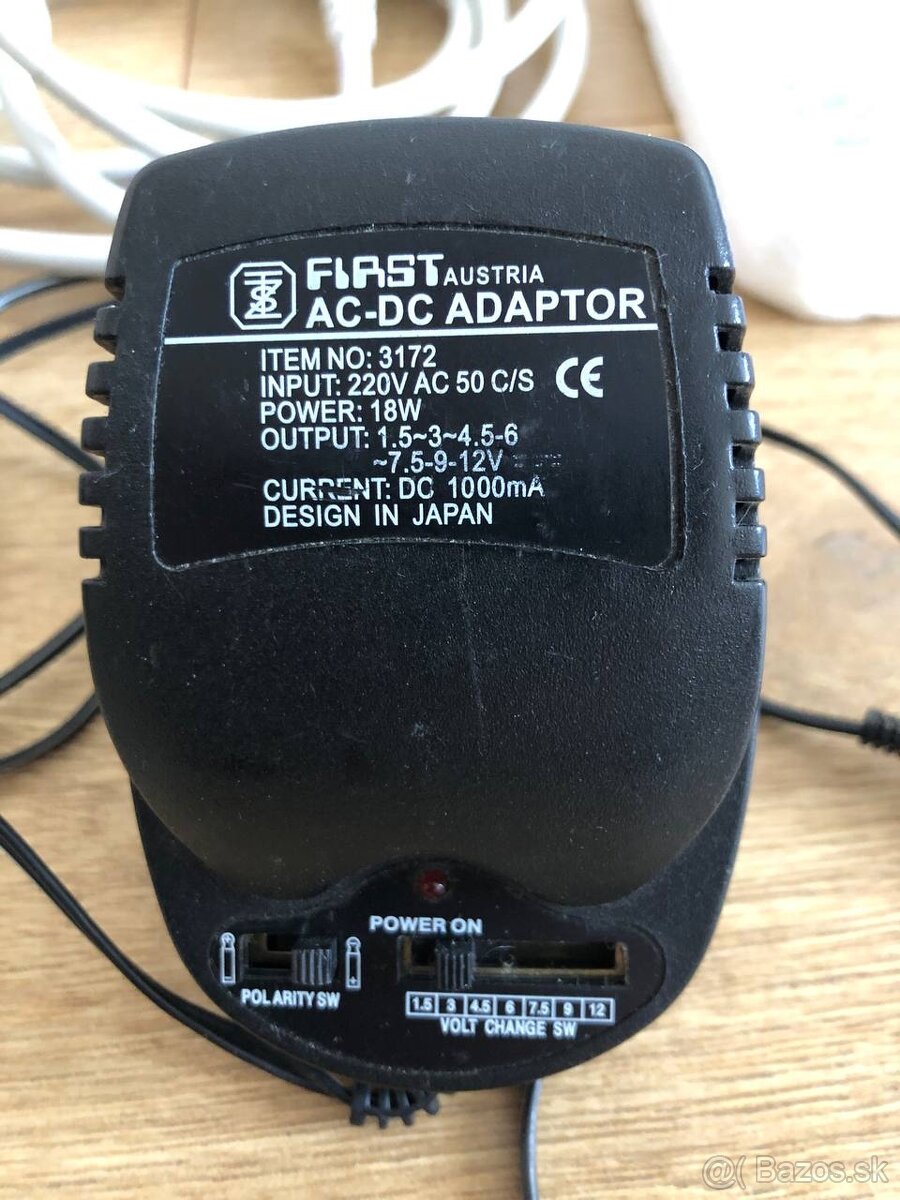 FIRST AUSTRIA
AC-DC ADAPTOR
ITEM NO: 3172
INPUT: 220V AC 50 C/S CE
POWER: 18W
OUTPUT: 1.5~3~4.5-6
~7.5-9-12V
CURRENT: DC 1000mA
DESIGN IN JAPAN
POWER ON
POLARITY SW
1.5 3 4.5 6 7.5 9 12
VOLT CHANGE SW
@( Bazos.sk